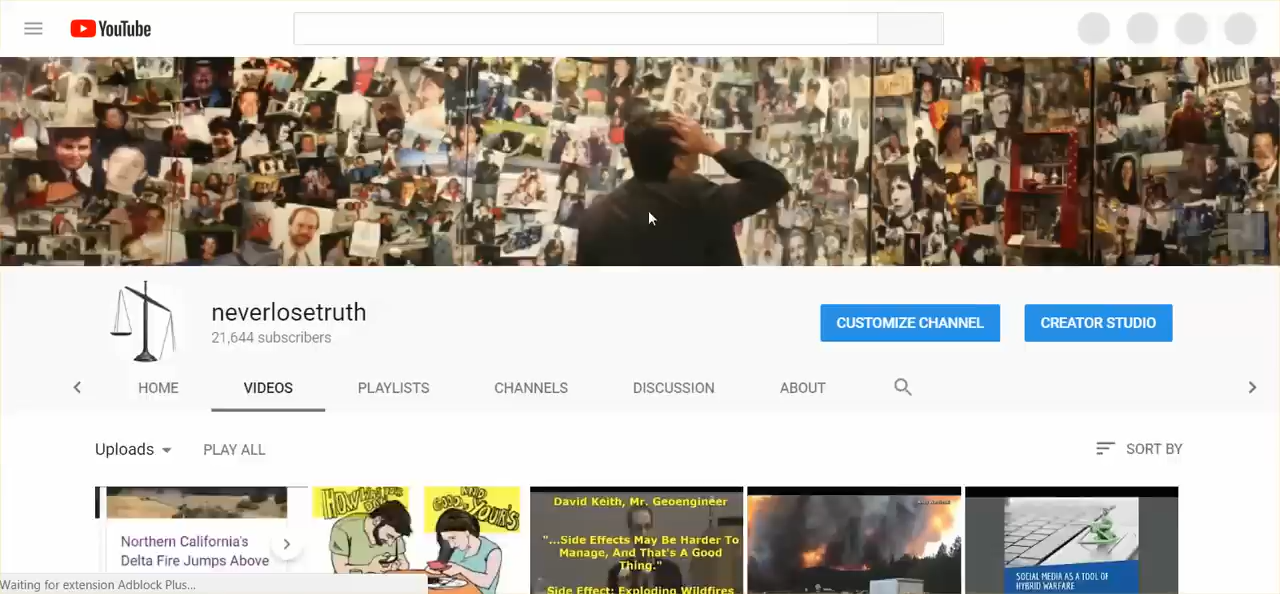 YouTube
neverlosetruth
21,644 subscribers
CUSTOMIZE CHANNEL
CREATOR STUDIO
HOME
VIDEOS
PLAYLISTS
CHANNELS
DISCUSSION
ABOUT
Uploads
PLAY ALL
SORT BY
Northern California's
Delta Fire Jumps Above
David Keith, Mr. Geoengineer
"...Side Effects May Be Harder To
Manage, And That's A Good
Thing."
Side Effect: Exploding Wildfires
SOCIAL MEDIA AS A TOOL OF
HYBRID WARFARE
Waiting for extension Adblock Plus...